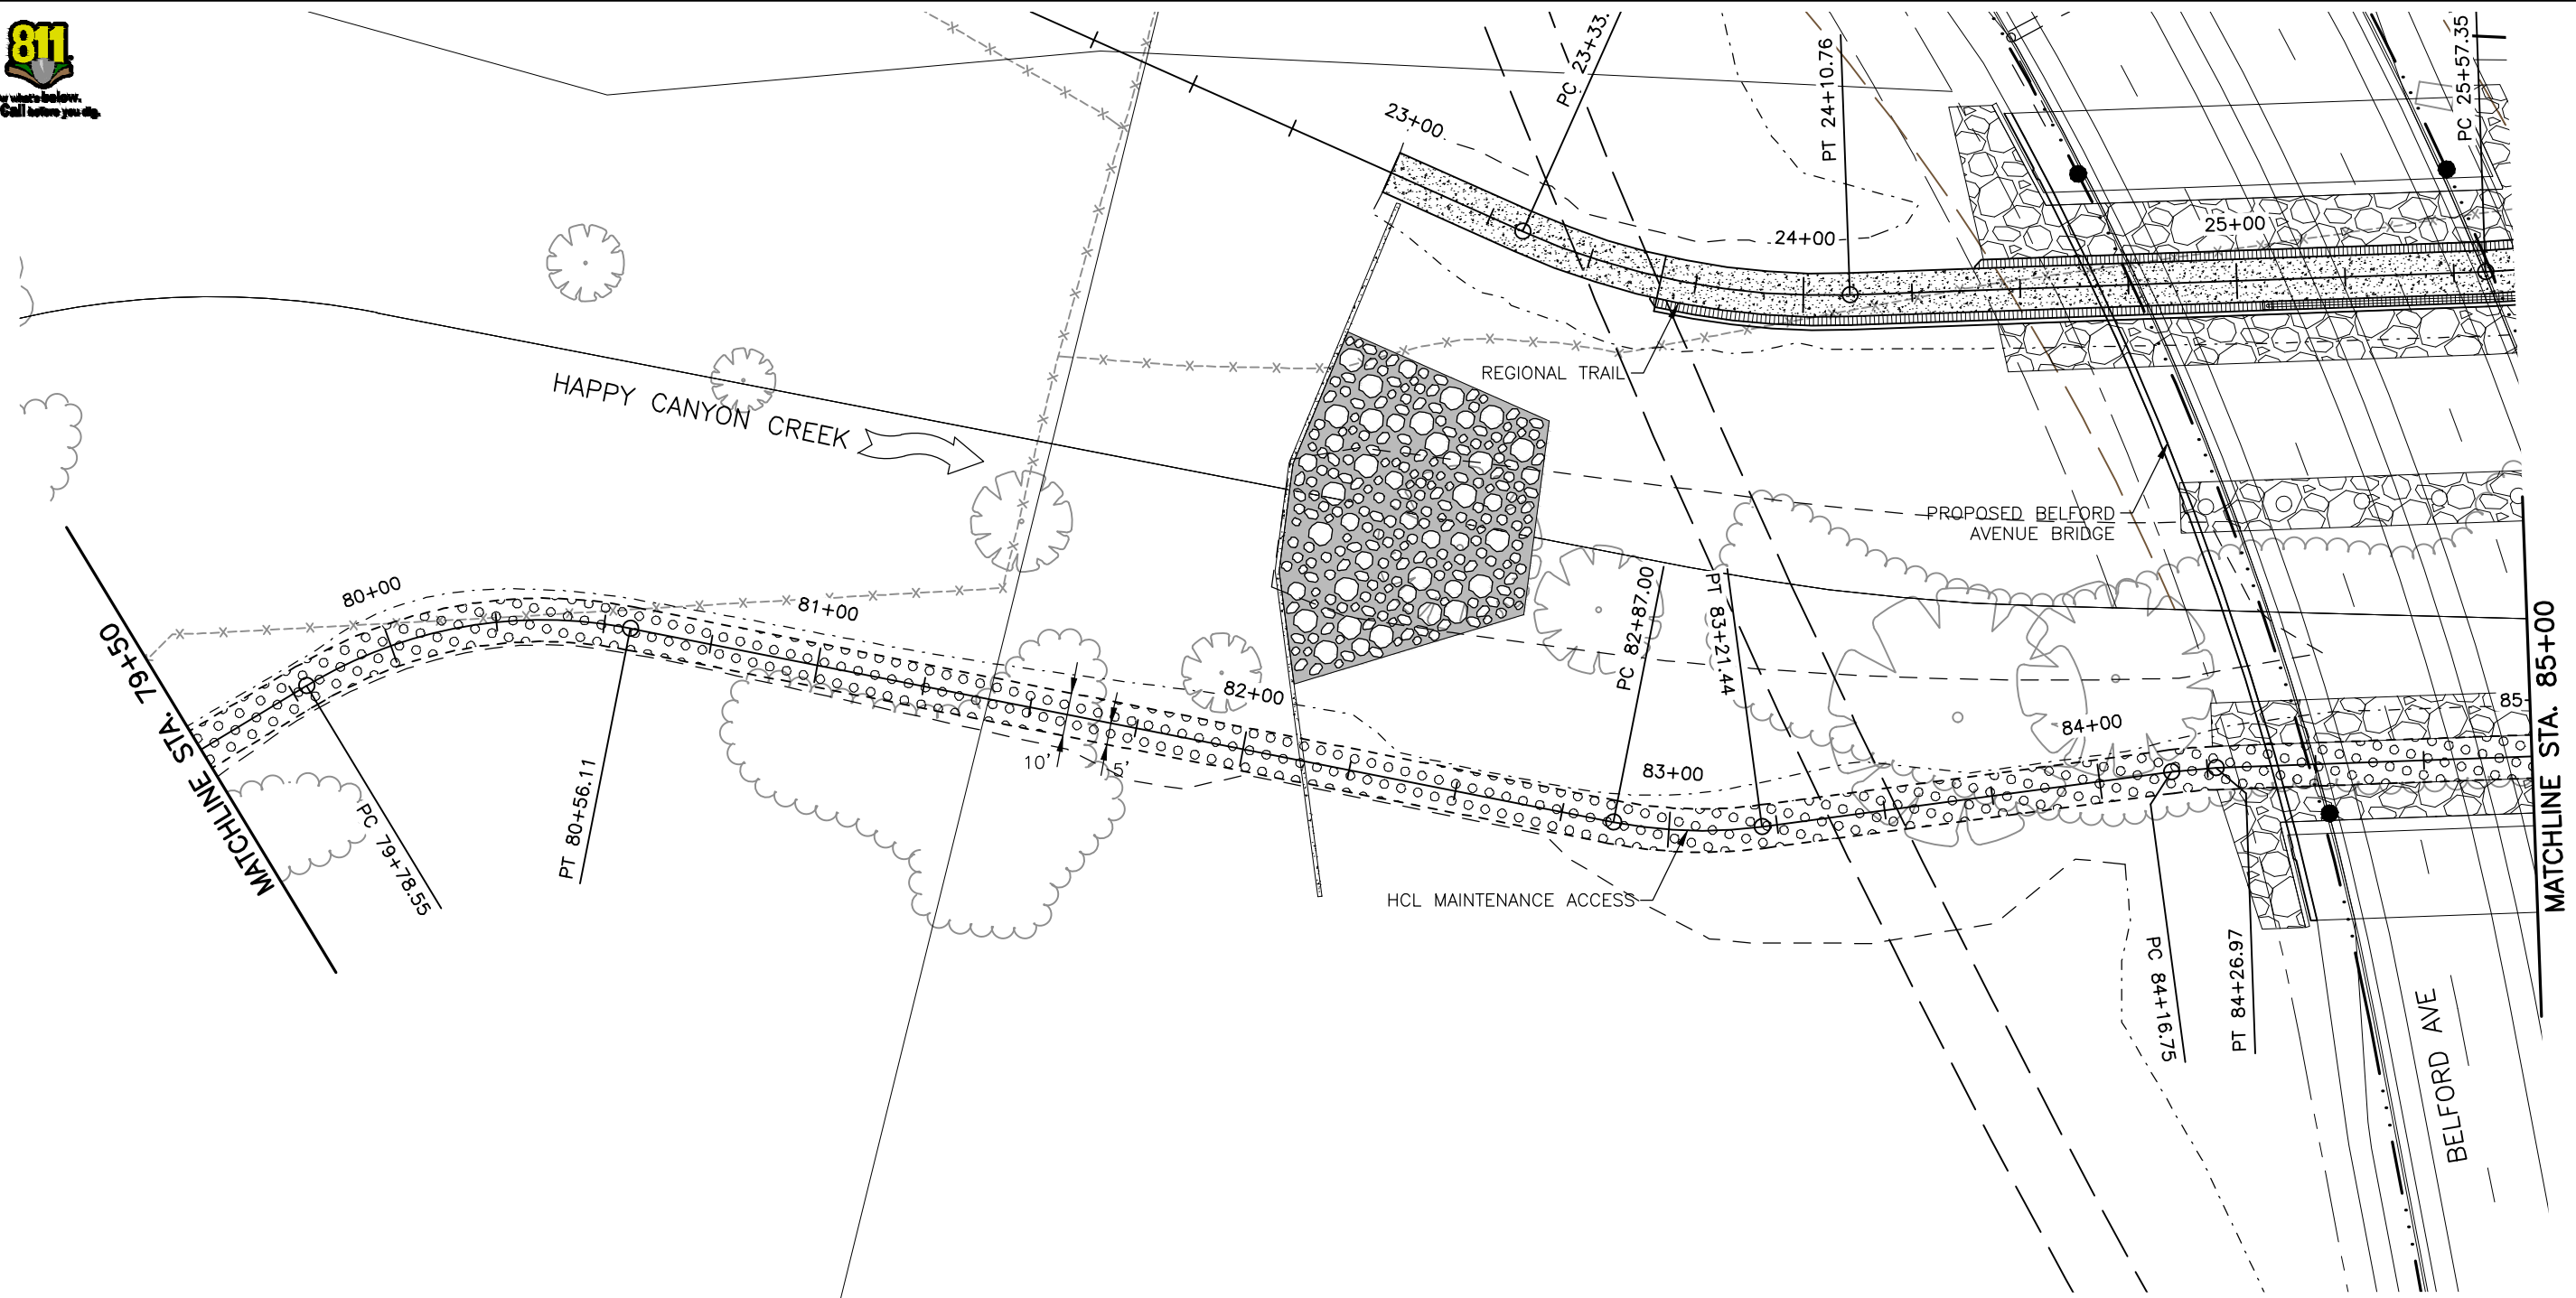 811
what's below.
Call before you dig.
23+00
PC 23+33.
PT 24+10.76
24+00
25+00
PC 25+57.35
REGIONAL TRAIL
HAPPY CANYON CREEK
PROPOSED BELFORD
AVENUE BRIDGE
MATCHLINE STA. 79+50
80+00
PC 79+78.55
PT 80+56.11
81+00
10'
5'
82+00
PC 82+87.00
83+00
PT 83+21.44
HCL MAINTENANCE ACCESS
84+00
PC 84+16.75
PT 84+26.97
85
BELFORD AVE
MATCHLINE STA. 85+00